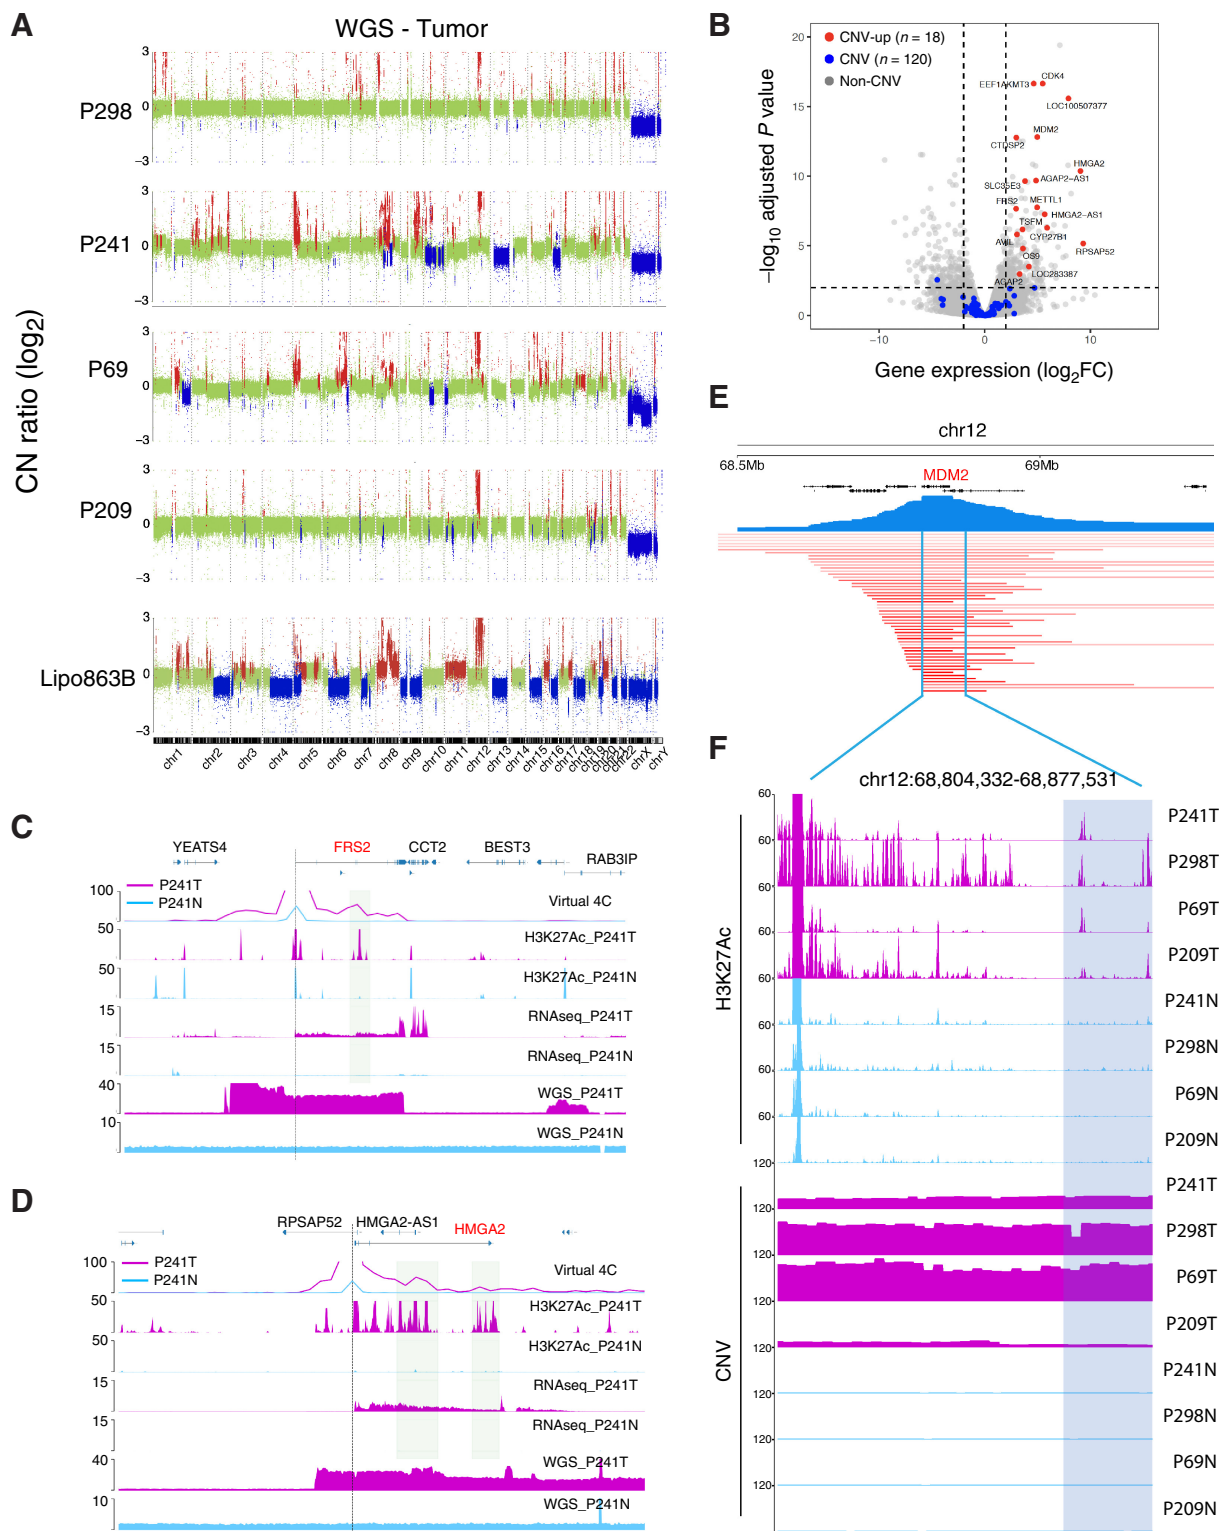 A
WGS - Tumor
CN ratio (log2)
3
P298
0
−3
3
P241
0
−3
3
P69
0
−3
3
P209
0
−3
3
Lipo863B
0
−3
chr1
chr2
chr3
chr4
chr5
chr6
chr7
chr8
chr9
chr10
chr11
chr12
chr13
chr14
chr15
chr16
chr17
chr18
chr19
chr20
chr21
chr22
chrX
chrY
B
−log10 adjusted P value
20
15
10
5
0
CNV-up (n = 18)
CNV (n = 120)
Non-CNV
CDK4
EEF1AKMT3
LOC100507377
MDM2
CTDSP2
HMGA2
AGAP2−AS1
SLC35E3
FRS2
METTL1
HMGA2−AS1
TSFM
CYP27B1
AVIL
RPSAP52
OS9
LOC283387
AGAP2
−10
0
10
Gene expression (log2FC)
C
YEATS4
FRS2
CCT2
BEST3
RAB3IP
P241T
P241N
100
Virtual 4C
50
H3K27Ac_P241T
50
H3K27Ac_P241N
15
RNAseq_P241T
15
RNAseq_P241N
40
WGS_P241T
10
WGS_P241N
D
RPSAP52
HMGA2-AS1
HMGA2
P241T
P241N
100
Virtual 4C
50
H3K27Ac_P241T
50
H3K27Ac_P241N
15
RNAseq_P241T
15
RNAseq_P241N
40
WGS_P241T
10
WGS_P241N
E
chr12
68.5Mb
69Mb
MDM2
F
chr12:68,804,332-68,877,531
H3K27Ac
60
P241T
60
P298T
60
P69T
60
P209T
60
P241N
60
P298N
60
P69N
60
P209N
CNV
120
P241T
120
P298T
120
P69T
120
P209T
120
P241N
120
P298N
120
P69N
120
P209N